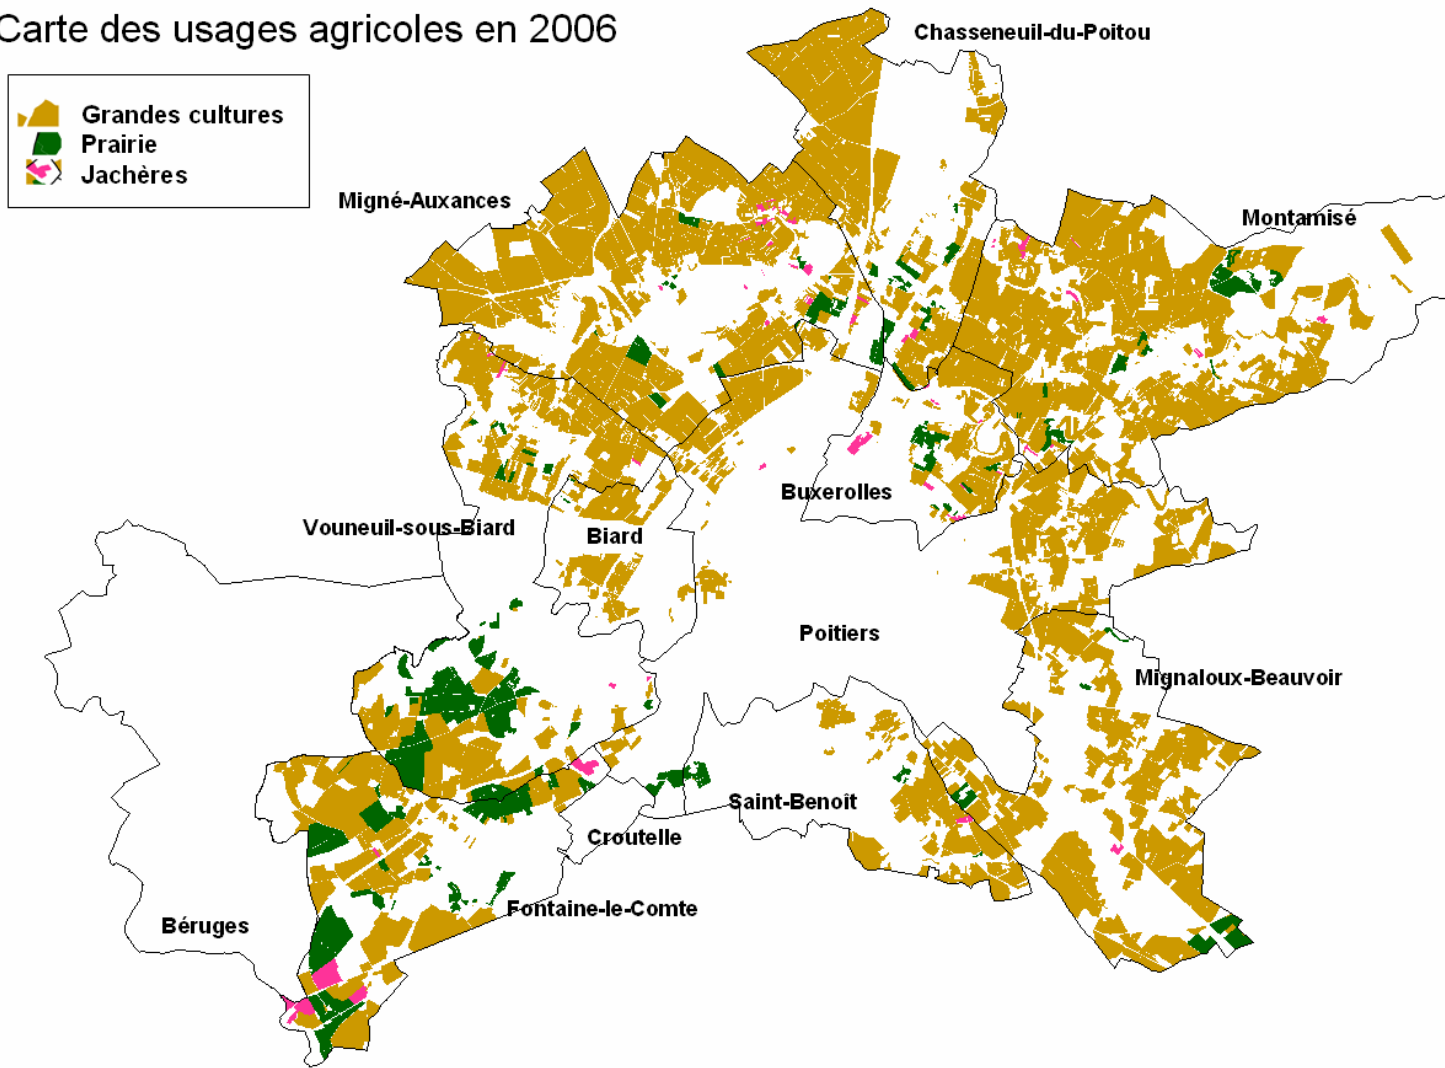 Carte des usages agricoles en 2006
Chasseneuil-du-Poitou
Grandes cultures
Prairie
Jachères
Migné-Auxances
Montamisé
Buxerolles
Vouneuil-sous-Biard
Biard
Poitiers
Mignaloux-Beauvoir
Saint-Benoît
Croutelle
Fontaine-le-Comte
Béruges